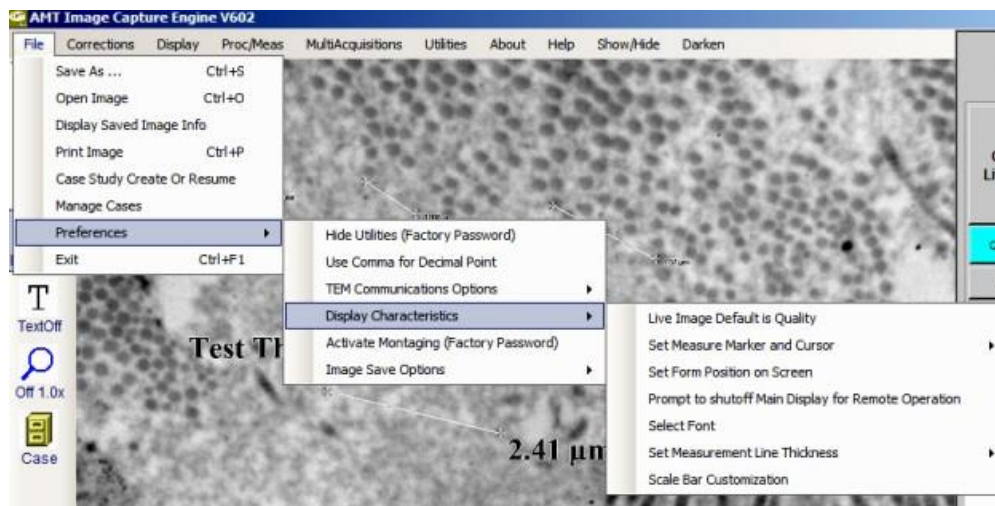 AMT Image Capture Engine V602
File Corrections Display Proc/Meas MultiAcquisitions Utilities About Help Show/Hide Darken
Save As ... Ctrl+S
Open Image Ctrl+O
Display Saved Image Info
Print Image Ctrl+P
Case Study Create Or Resume
Manage Cases
Preferences
Exit Ctrl+F1
Hide Utilities (Factory Password)
Use Comma for Decimal Point
TEM Communications Options
Display Characteristics
Activate Montaging (Factory Password)
Image Save Options
Live Image Default is Quality
Set Measure Marker and Cursor
Set Form Position on Screen
Prompt to shutoff Main Display for Remote Operation
Select Font
Set Measurement Line Thickness
Scale Bar Customization
T
TextOff
Off 1.0x
Case
Test Th
2.41 µm